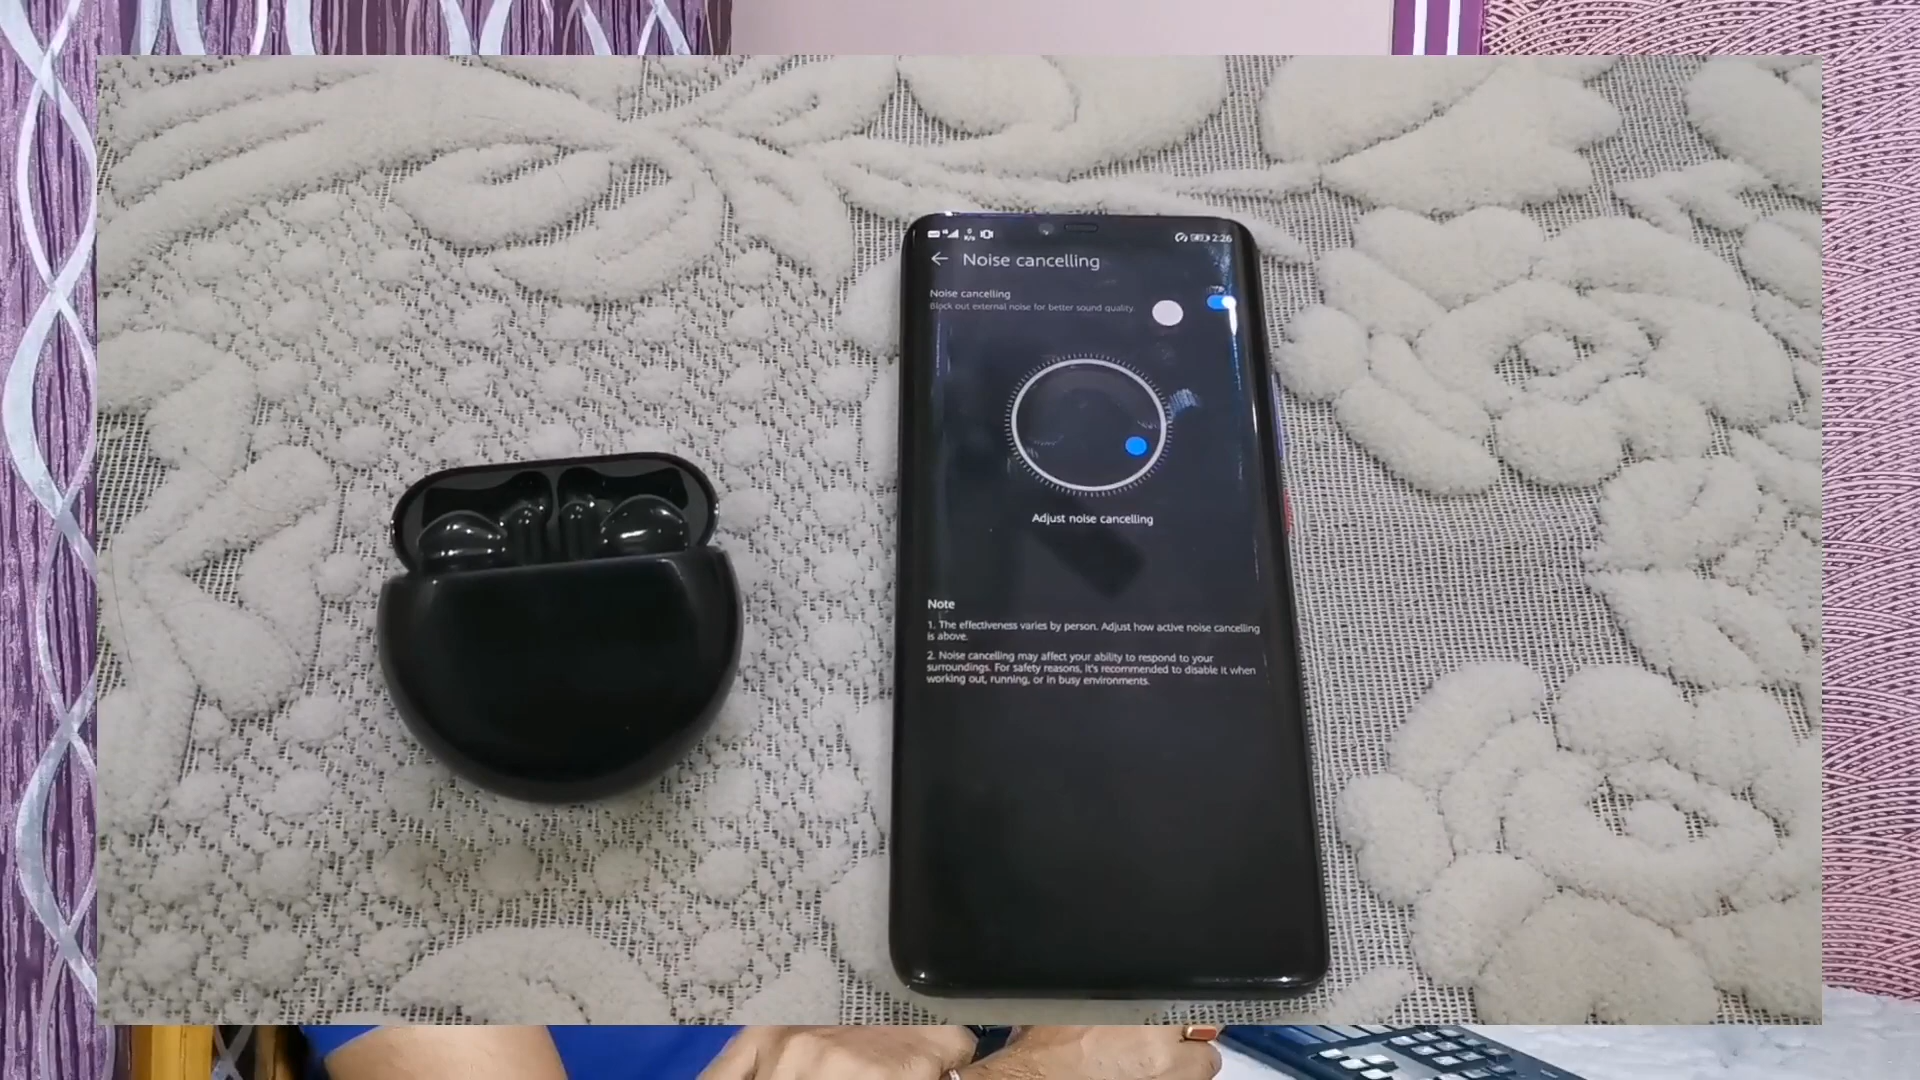 2:26
Noise cancelling
Noise cancelling
Block out external noise for better sound quality.
Adjust noise cancelling
Note
1. The effectiveness varies by person. Adjust how active noise cancelling
is above.
2. Noise cancelling may affect your ability to respond to your
surroundings. For safety reasons, it's recommended to disable it when
working out, running, or in busy environments.